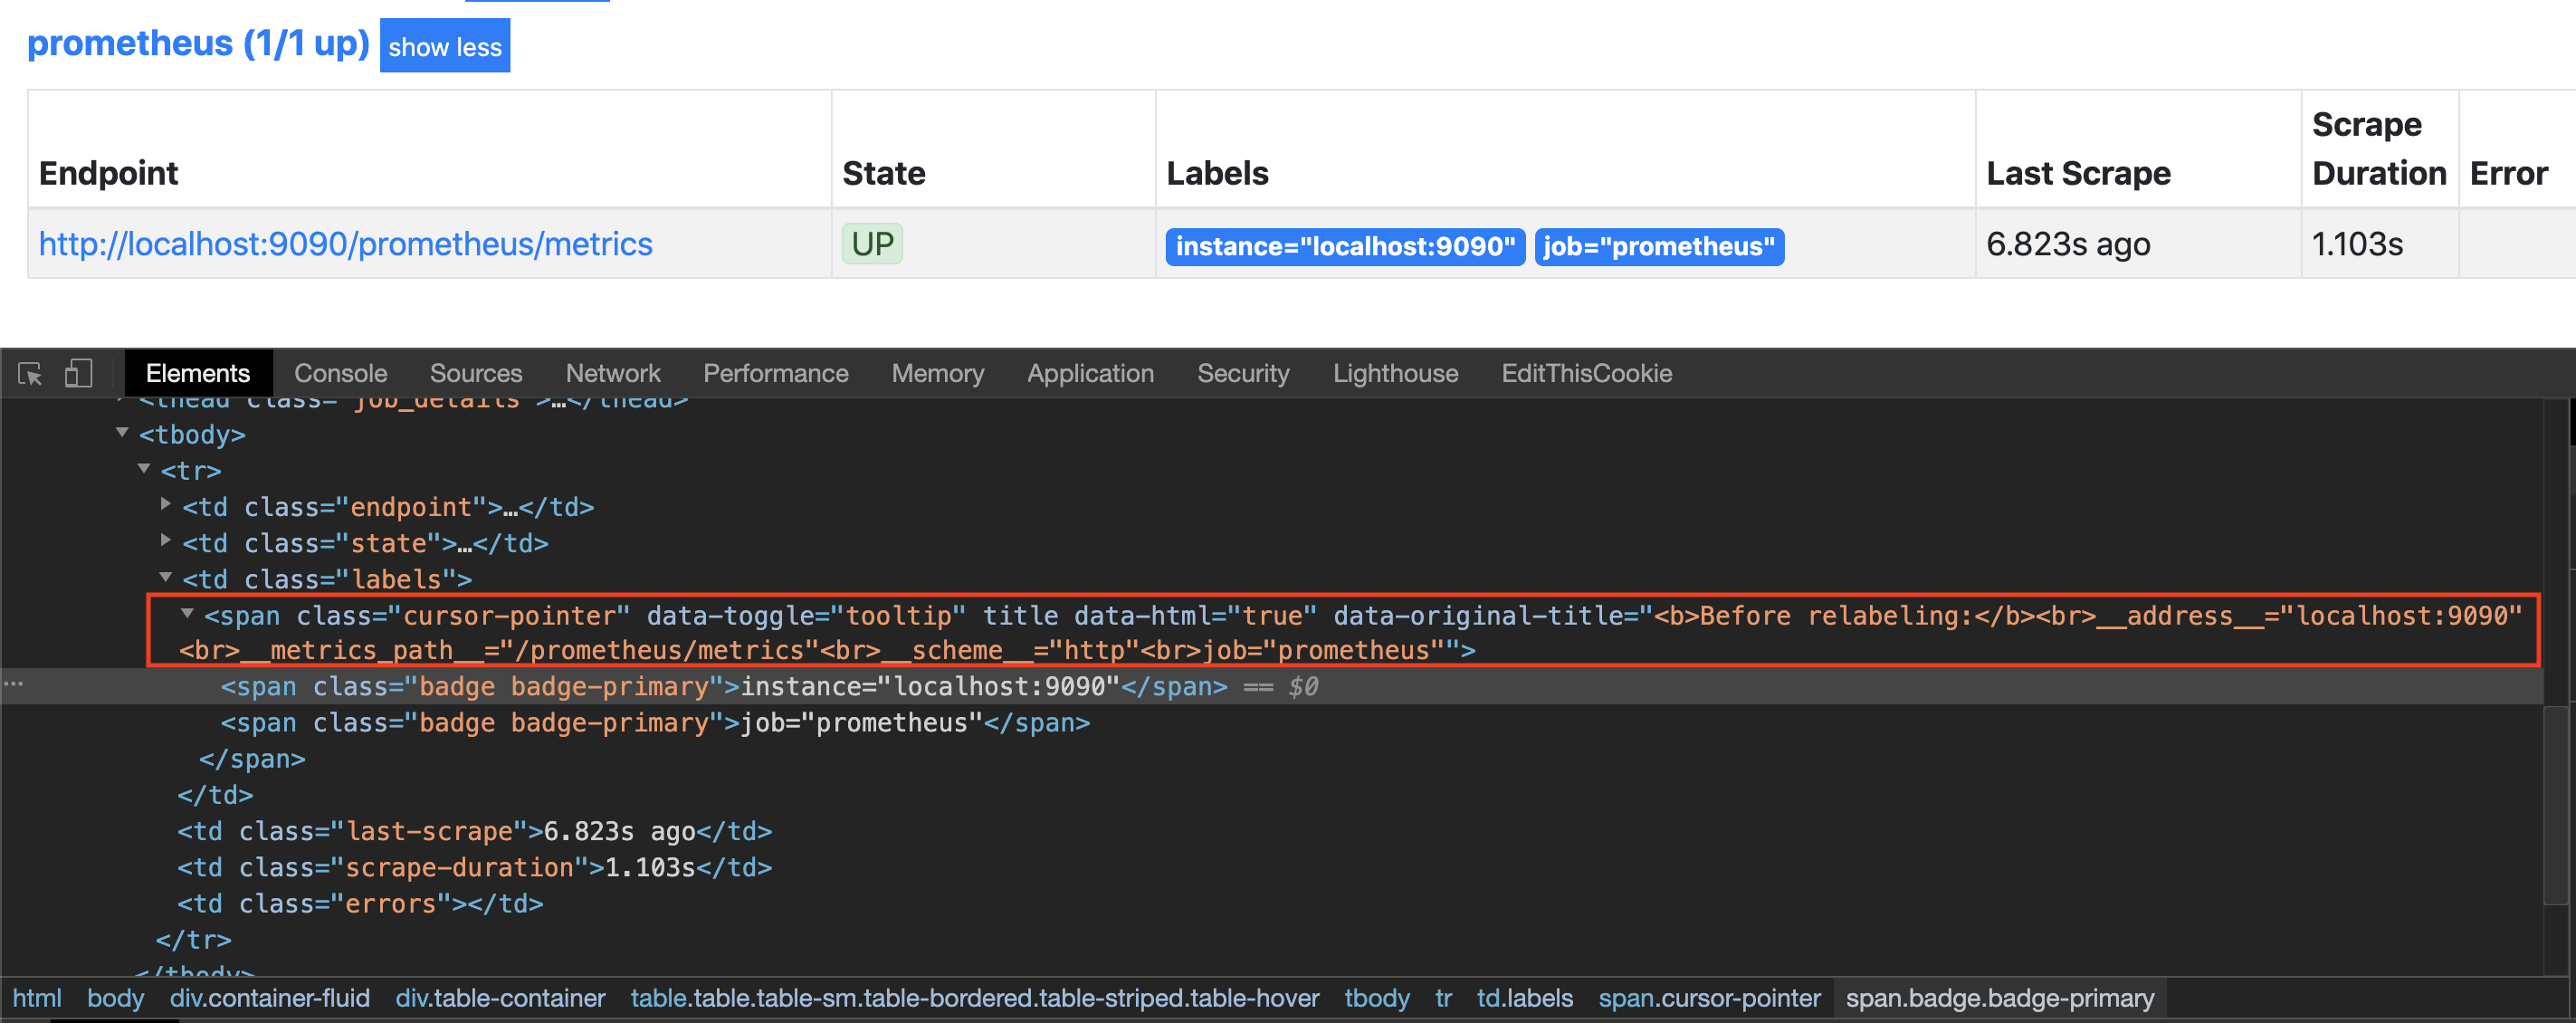 prometheus (1/1 up) show less
Endpoint State Labels Last Scrape Scrape Duration Error
http://localhost:9090/prometheus/metrics UP instance="localhost:9090" job="prometheus" 6.823s ago 1.103s
Elements Console Sources Network Performance Memory Application Security Lighthouse EditThisCookie
<thead class="job_details">…</thead>
<tbody>
<tr>
<td class="endpoint">…</td>
<td class="state">…</td>
<td class="labels">
<span class="cursor-pointer" data-toggle="tooltip" title data-html="true" data-original-title="<b>Before relabeling:</b><br>__address__="localhost:9090"
<br>__metrics_path__="/prometheus/metrics"<br>__scheme__="http"<br>job="prometheus"">
<span class="badge badge-primary">instance="localhost:9090"</span> == $0
<span class="badge badge-primary">job="prometheus"</span>
</span>
</td>
<td class="last-scrape">6.823s ago</td>
<td class="scrape-duration">1.103s</td>
<td class="errors"></td>
</tr>
</tbody>
html body div.container-fluid div.table-container table.table.table-sm.table-bordered.table-striped.table-hover tbody tr td.labels span.cursor-pointer span.badge.badge-primary